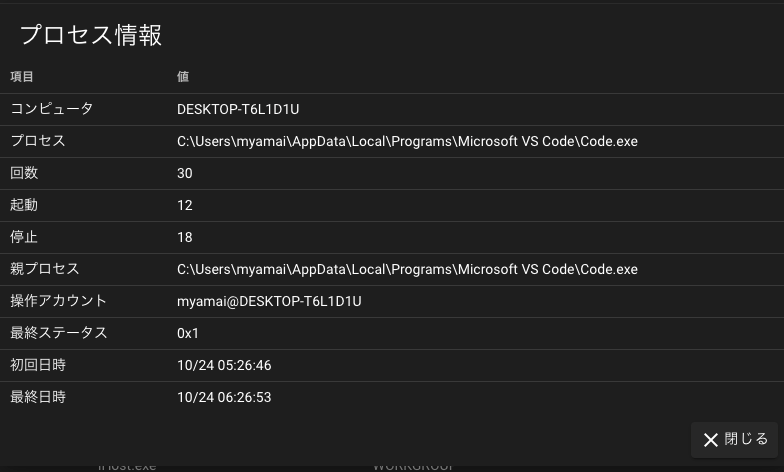 プロセス情報
項目 値
コンピュータ DESKTOP-T6L1D1U
プロセス C:\Users\myamai\AppData\Local\Programs\Microsoft VS Code\Code.exe
回数 30
起動 12
停止 18
親プロセス C:\Users\myamai\AppData\Local\Programs\Microsoft VS Code\Code.exe
操作アカウント myamai@DESKTOP-T6L1D1U
最終ステータス 0x1
初回日時 10/24 05:26:46
最終日時 10/24 06:26:53
閉じる
WORKGROUP